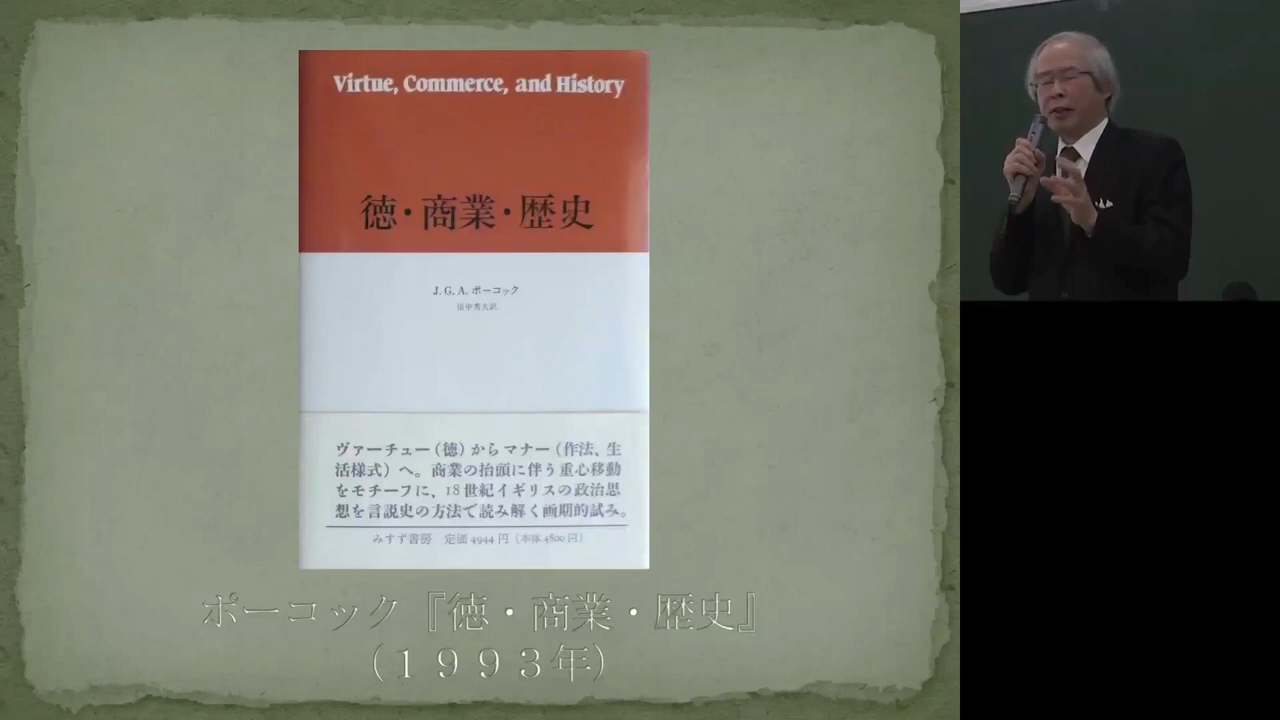 Virtue, Commerce, and History
徳・商業・歴史
J. G. A. ポーコック
田中秀夫訳
ヴァーチュー（徳）からマナー（作法、生
活様式）へ。商業の抬頭に伴う重心移動
をモチーフに、18世紀イギリスの政治思
想を言説史の方法で読み解く画期的試み。
みすず書房 定価4944円（本体4800円）
ポーコック『徳・商業・歴史』
（１９９３年）